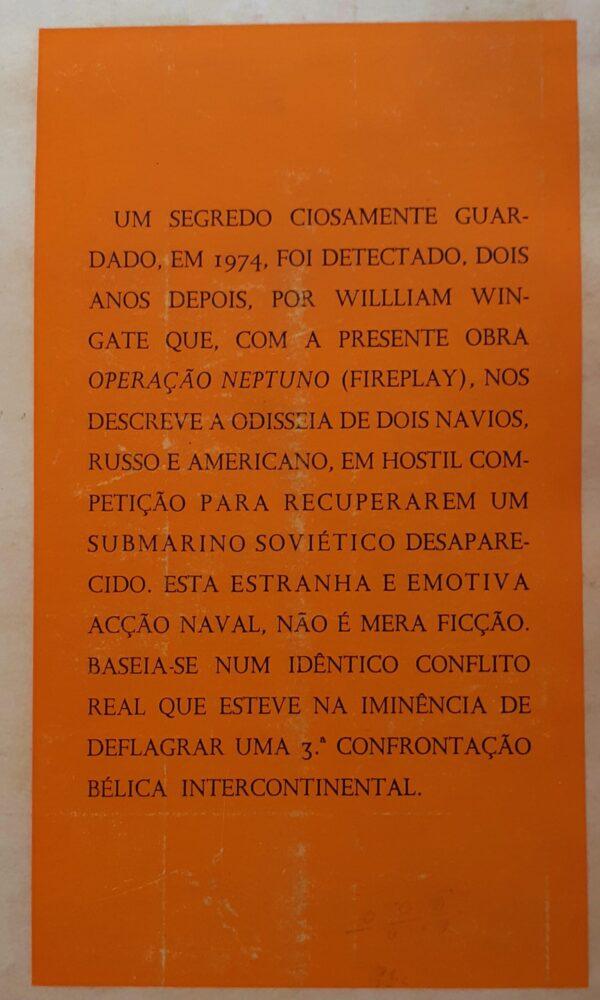 UM SEGREDO CIOSAMENTE GUAR-
DADO, EM 1974, FOI DETECTADO, DOIS
ANOS DEPOIS, POR WILLLIAM WIN-
GATE QUE, COM A PRESENTE OBRA
OPERAÇÃO NEPTUNO (FIREPLAY), NOS
DESCREVE A ODISSEIA DE DOIS NAVIOS,
RUSSO E AMERICANO, EM HOSTIL COM-
PETIÇÃO PARA RECUPERAREM UM
SUBMARINO SOVIÉTICO DESAPARE-
CIDO. ESTA ESTRANHA E EMOTIVA
ACÇÃO NAVAL, NÃO É MERA FICÇÃO.
BASEIA-SE NUM IDÊNTICO CONFLITO
REAL QUE ESTEVE NA IMINÊNCIA DE
DEFLAGRAR UMA 3.ª CONFRONTAÇÃO
BÉLICA INTERCONTINENTAL.